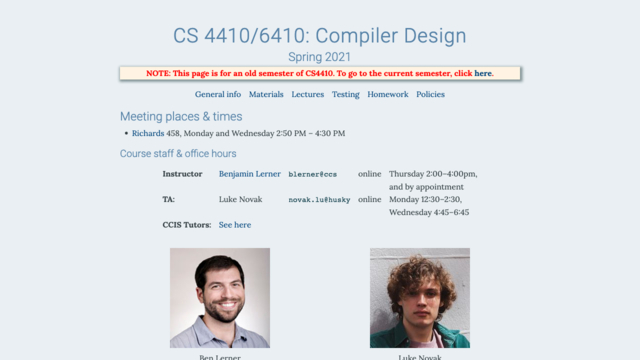 CS 4410/6410: Compiler Design
Spring 2021
NOTE: This page is for an old semester of CS4410. To go to the current semester, click here.
General info Materials Lectures Testing Homework Policies
Meeting places & times
• Richards 458, Monday and Wednesday 2:50 PM – 4:30 PM
Course staff & office hours
Instructor Benjamin Lerner blerner@ccs online Thursday 2:00–4:00pm,
and by appointment
TA: Luke Novak novak.lu@husky online Monday 12:30–2:30,
Wednesday 4:45–6:45
CCIS Tutors: See here
Ben Lerner Luke Novak